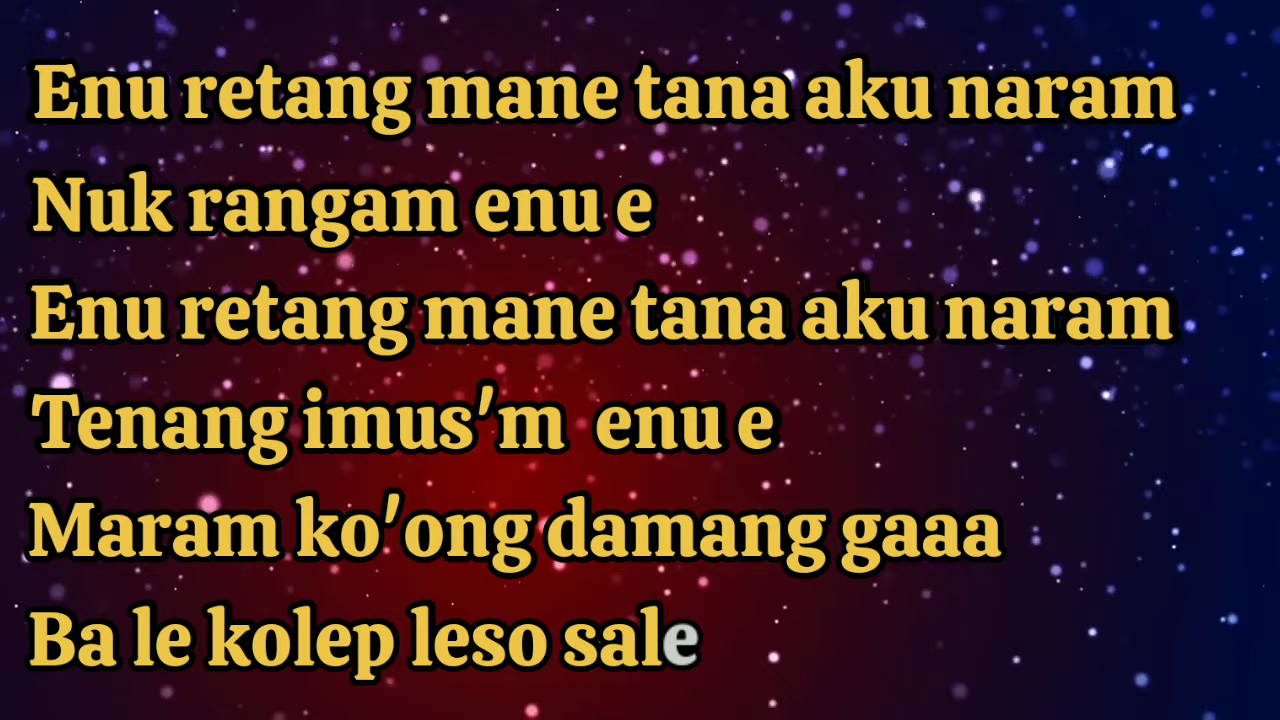 Enu retang mane tana aku naram
Nuk rangam enu e
Enu retang mane tana aku naram
Tenang imus'm enu e
Maram ko'ong damang gaaa
Ba le kolep leso sale